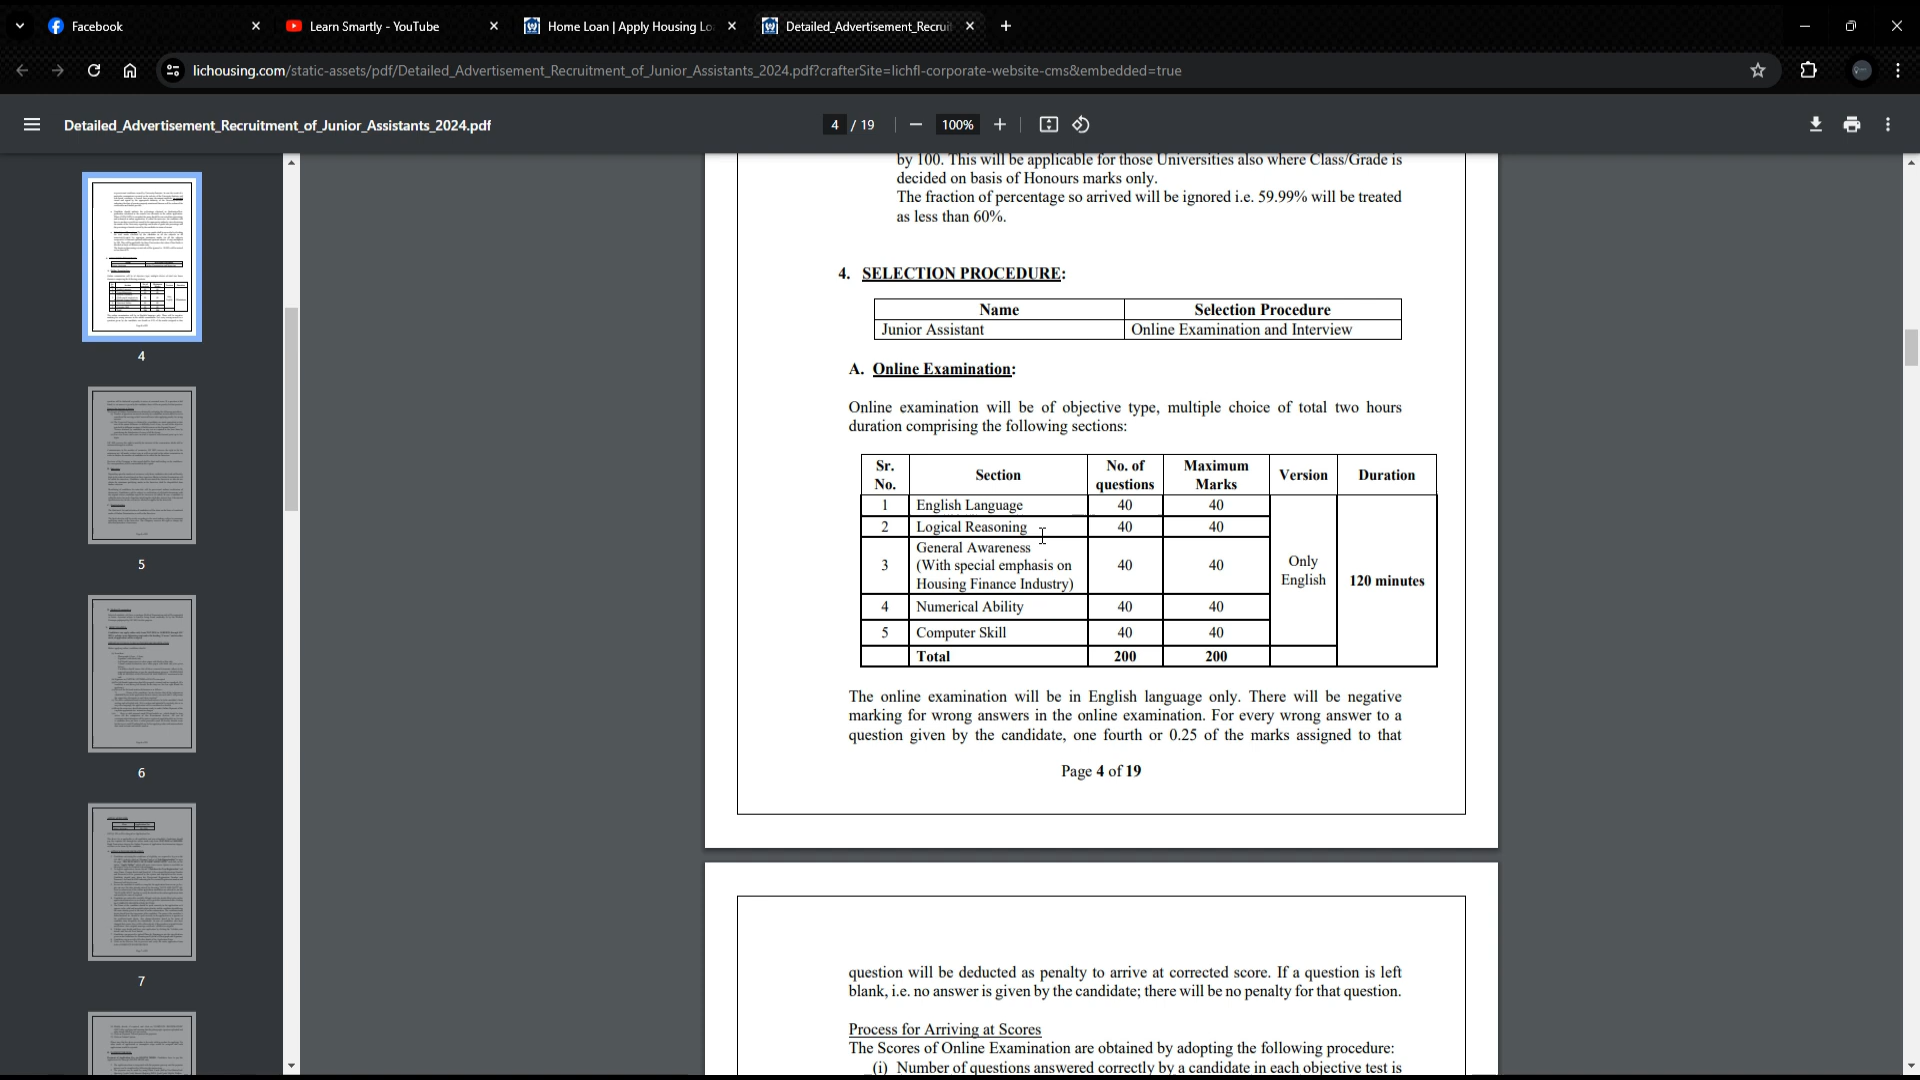 Facebook
Learn Smartly - YouTube
Home Loan | Apply Housing Lo
Detailed_Advertisement_Recrui
lichousing.com/static-assets/pdf/Detailed_Advertisement_Recruitment_of_Junior_Assistants_2024.pdf?crafterSite=lichfl-corporate-website-cms&embedded=true
Detailed_Advertisement_Recruitment_of_Junior_Assistants_2024.pdf
4 / 19
100%
4
5
6
7
by 100. This will be applicable for those Universities also where Class/Grade is
decided on basis of Honours marks only.
The fraction of percentage so arrived will be ignored i.e. 59.99% will be treated
as less than 60%.
4. SELECTION PROCEDURE:
Name Selection Procedure
Junior Assistant Online Examination and Interview
A. Online Examination:
Online examination will be of objective type, multiple choice of total two hours
duration comprising the following sections:
Sr. No. Section No. of questions Maximum Marks Version Duration
1 English Language 40 40
2 Logical Reasoning 40 40
3 General Awareness (With special emphasis on Housing Finance Industry) 40 40
Only English
120 minutes
4 Numerical Ability 40 40
5 Computer Skill 40 40
Total 200 200
The online examination will be in English language only. There will be negative
marking for wrong answers in the online examination. For every wrong answer to a
question given by the candidate, one fourth or 0.25 of the marks assigned to that
Page 4 of 19
question will be deducted as penalty to arrive at corrected score. If a question is left
blank, i.e. no answer is given by the candidate; there will be no penalty for that question.
Process for Arriving at Scores
The Scores of Online Examination are obtained by adopting the following procedure:
(i) Number of questions answered correctly by a candidate in each objective test is